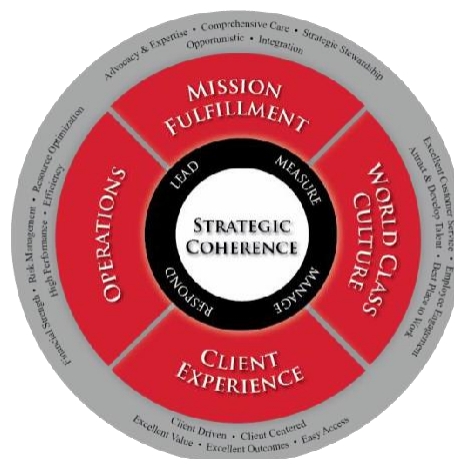 Advocacy & Expertise • Comprehensive Care • Strategic Stewardship
Opportunistic • Integration
MISSION
FULFILLMENT
Excellent Customer Service • Employee Engagement
Attract & Develop Talent • Best Place to Work
WORLD CLASS
CULTURE
Client Driven • Client Centered
Excellent Value • Excellent Outcomes • Easy Access
CLIENT
EXPERIENCE
Financial Strength • Risk Management • Resource Optimization
High Performance • Efficiency
OPERATIONS
LEAD
MEASURE
MANAGE
RESPOND
STRATEGIC
COHERENCE